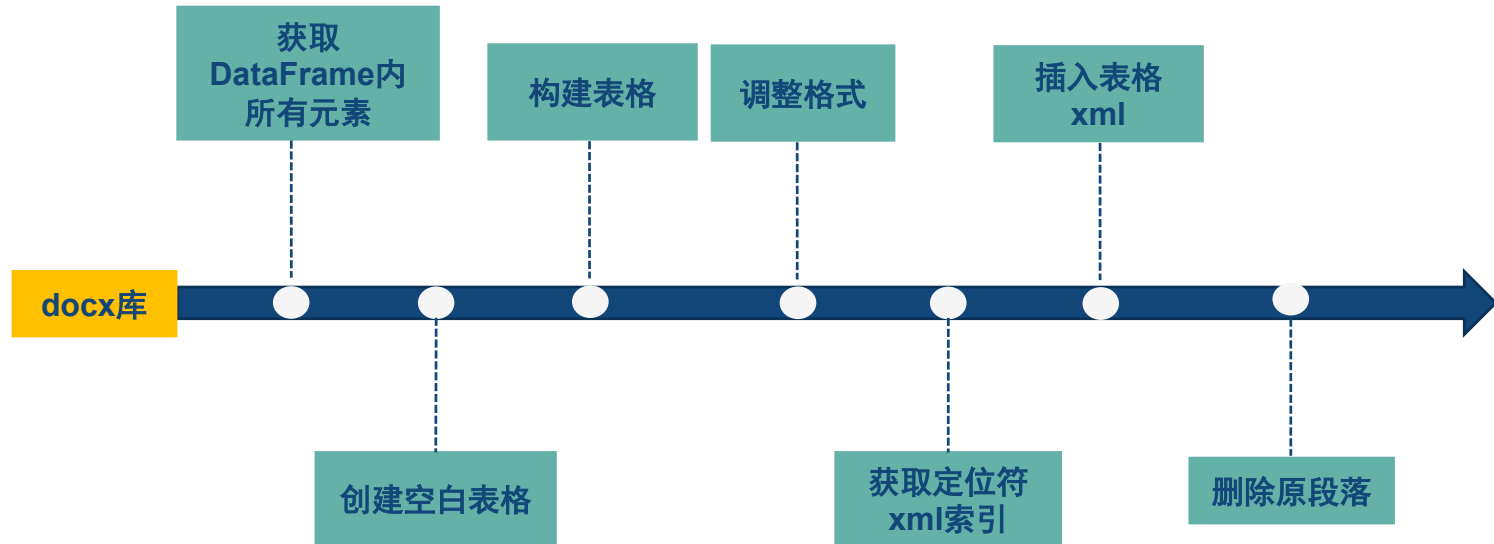 获取
DataFrame内
所有元素
构建表格
调整格式
插入表格
xml
docx库
创建空白表格
获取定位符
xml索引
删除原段落